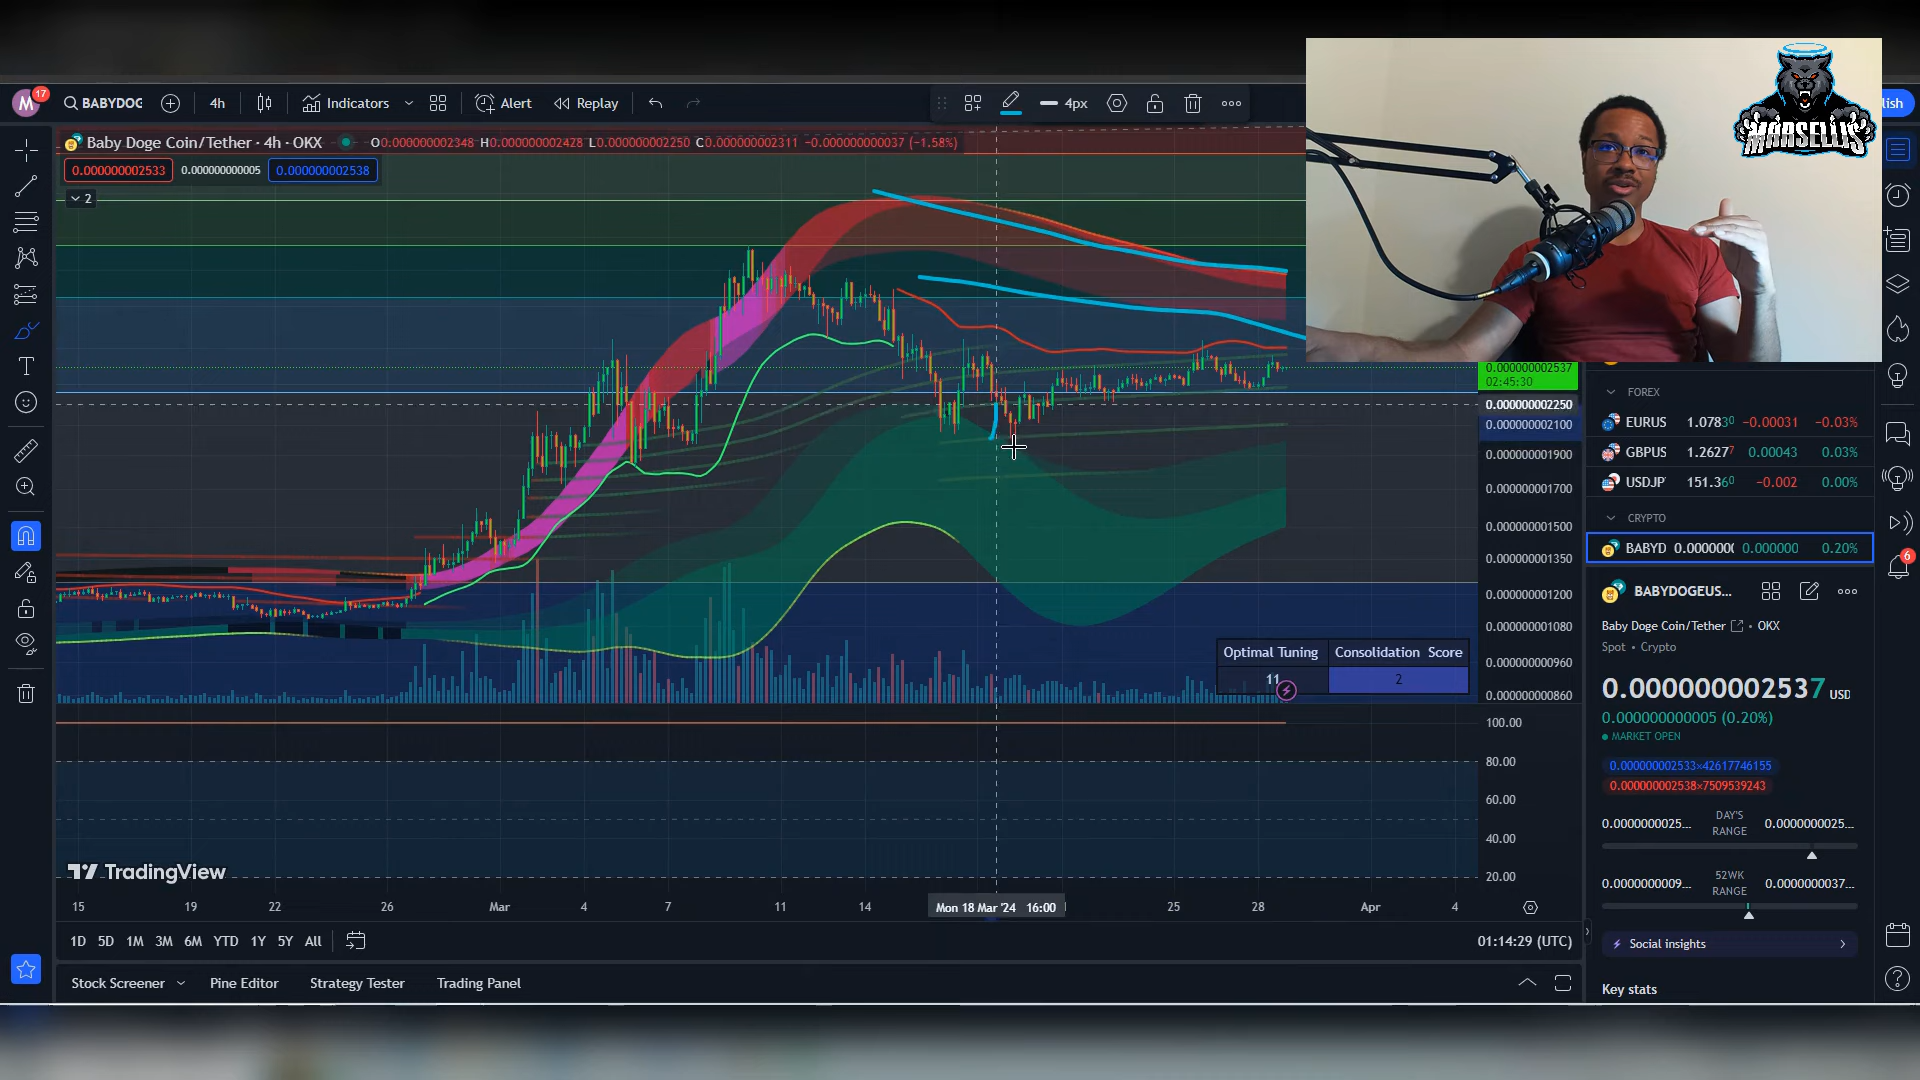 M 17 BABYDOG 4h Indicators Alert Replay 4px lish
MARSELLIS
Baby Doge Coin/Tether · 4h · OKX O0.000000002348 H0.000000002428 L0.000000002250 C0.000000002311 −0.000000000037 (−1.58%)
0.000000002533 0.000000000005 0.000000002538
2
0.000000002537
02:45:30
0.000000002250
0.000000002100
0.000000001900
0.000000001700
0.000000001500
0.000000001350
0.000000001200
0.000000001080
0.000000000960
0.000000000860
Optimal Tuning Consolidation Score
11 2
100.00
80.00
60.00
40.00
20.00
TradingView
15 19 22 26 Mar 4 7 11 14 Mon 18 Mar '24 16:00 25 28 Apr 4
1D 5D 1M 3M 6M YTD 1Y 5Y All 01:14:29 (UTC)
Stock Screener Pine Editor Strategy Tester Trading Panel
FOREX
EURUS 1.07830 −0.00031 −0.03%
GBPUS 1.26277 0.00043 0.03%
USDJP 151.360 −0.002 0.00%
CRYPTO
BABYD 0.000000( 0.000000 0.20%
BABYDOGEUS...
Baby Doge Coin/Tether • OKX
Spot • Crypto
0.000000002537 USD
0.000000000005 (0.20%)
MARKET OPEN
0.000000002533×42617746155
0.000000002538×7509539243
0.0000000025... DAY'S RANGE 0.0000000025...
0.0000000009... 52WK RANGE 0.0000000037...
Social insights
Key stats
6